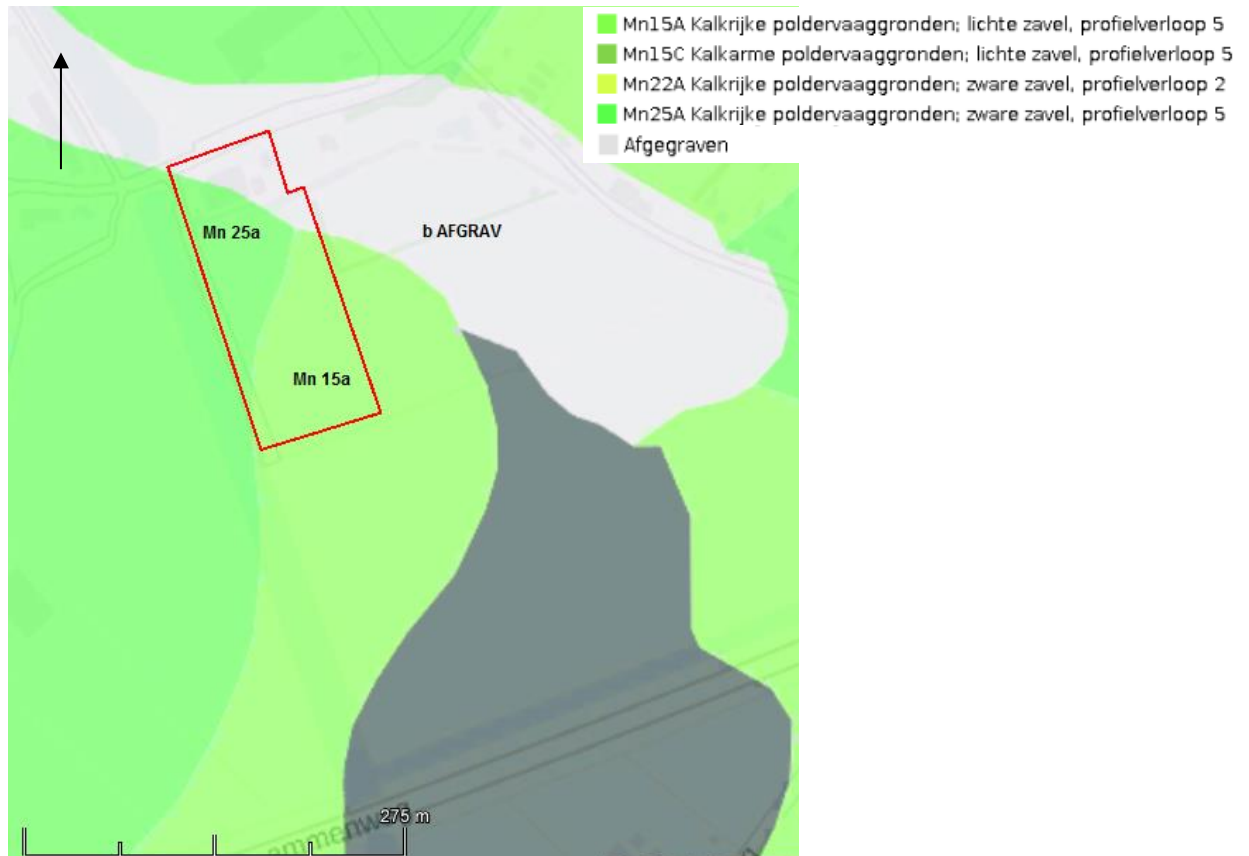 Mn15A Kalkrijke poldervaaggronden; lichte zavel, profielverloop 5
Mn15C Kalkarme poldervaaggronden; lichte zavel, profielverloop 5
Mn22A Kalkrijke poldervaaggronden; zware zavel, profielverloop 2
Mn25A Kalkrijke poldervaaggronden; zware zavel, profielverloop 5
Afgegraven
Mn 25a
b AFGRAV
Mn 15a
275 m